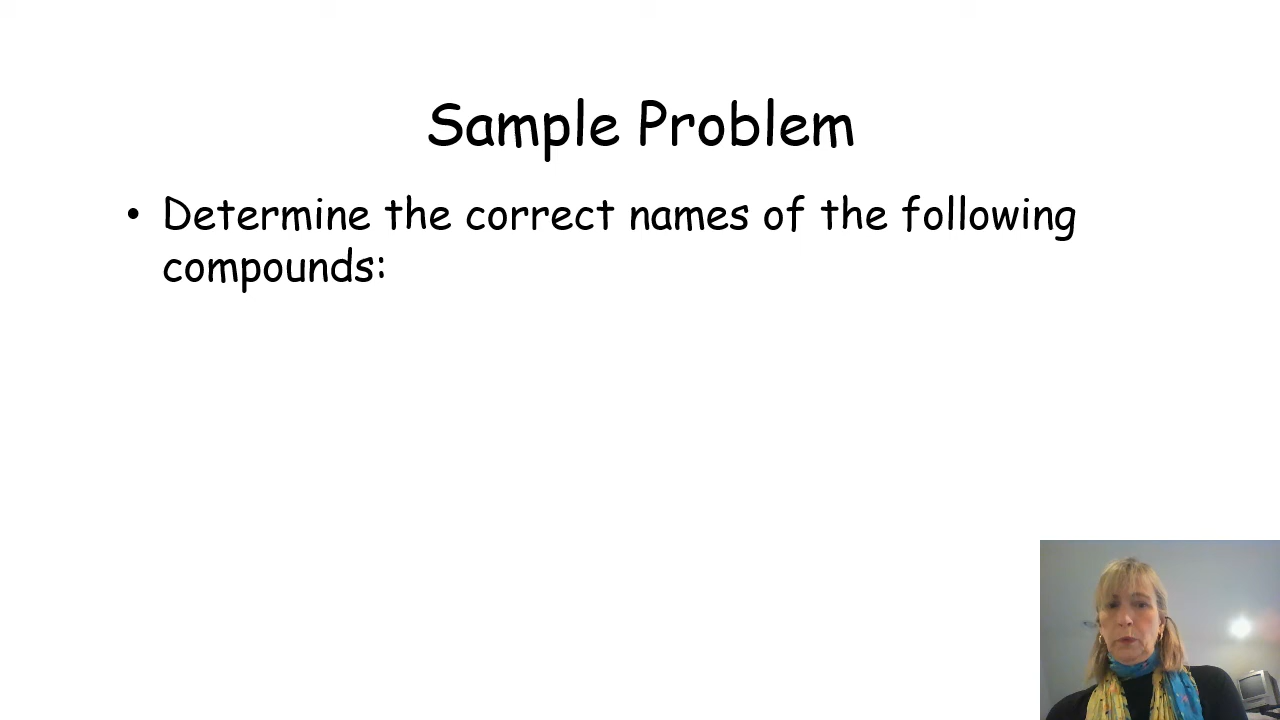 Sample Problem
• Determine the correct names of the following
compounds: